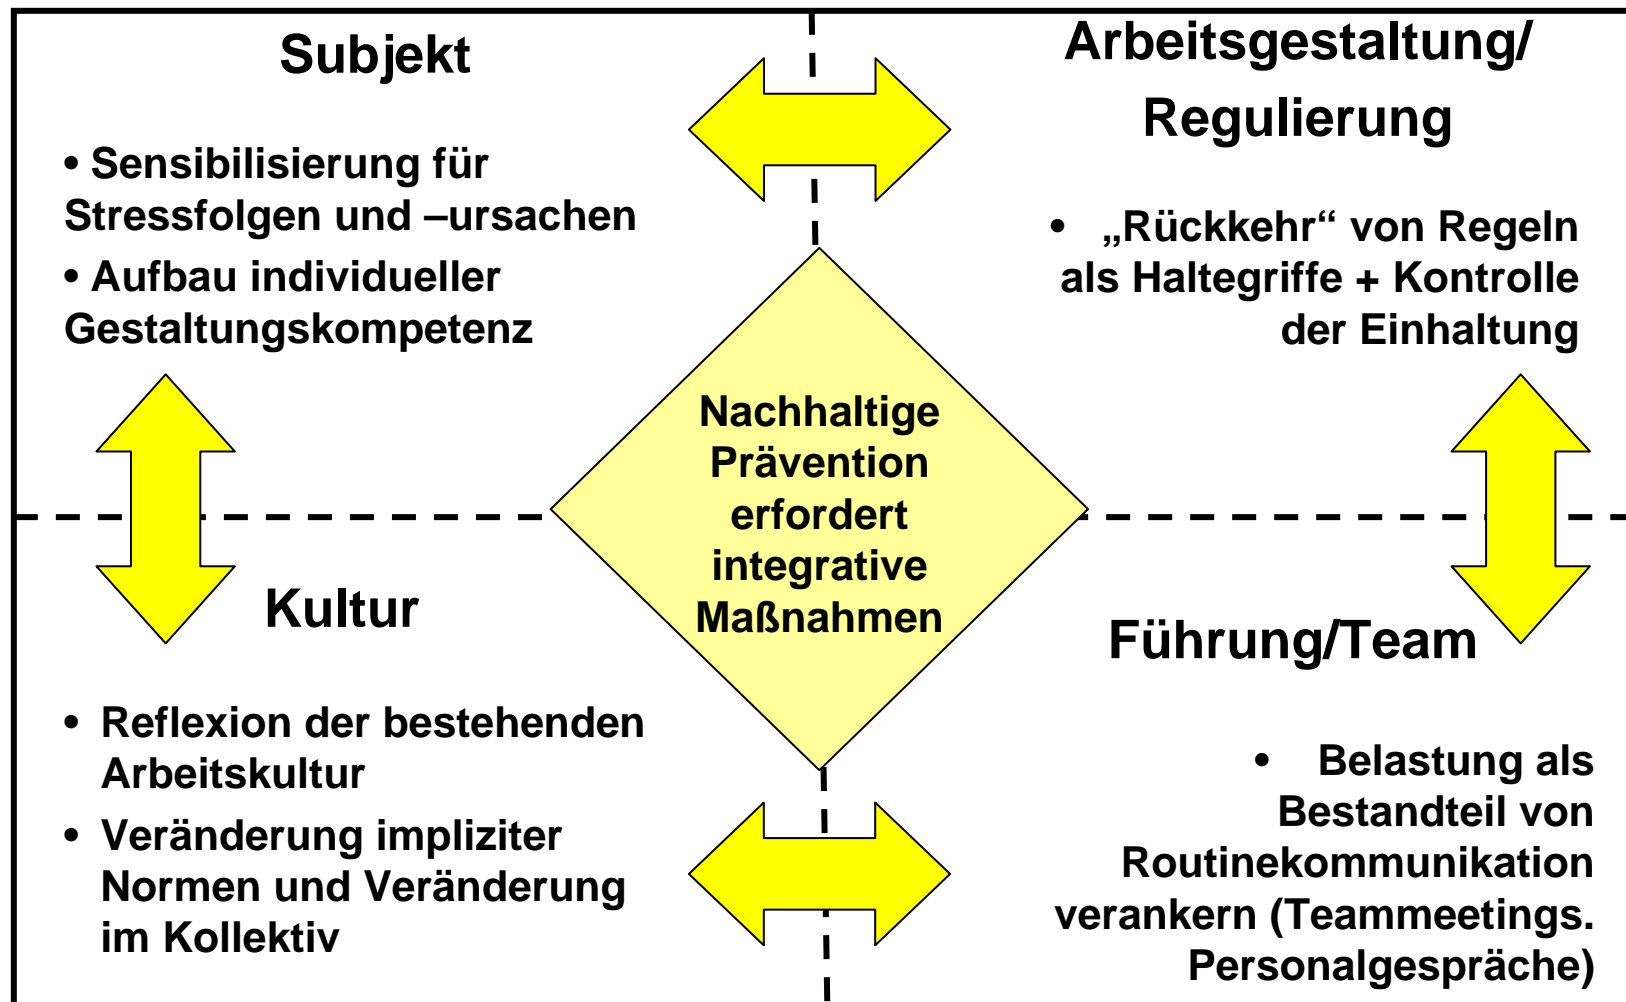 Subjekt
• Sensibilisierung für
Stressfolgen und –ursachen
• Aufbau individueller
Gestaltungskompetenz
Arbeitsgestaltung/
Regulierung
• „Rückkehr“ von Regeln
als Haltegriffe + Kontrolle
der Einhaltung
Nachhaltige
Prävention
erfordert
integrative
Maßnahmen
Kultur
• Reflexion der bestehenden
Arbeitskultur
• Veränderung impliziter
Normen und Veränderung
im Kollektiv
Führung/Team
• Belastung als
Bestandteil von
Routinekommunikation
verankern (Teammeetings.
Personalgespräche)